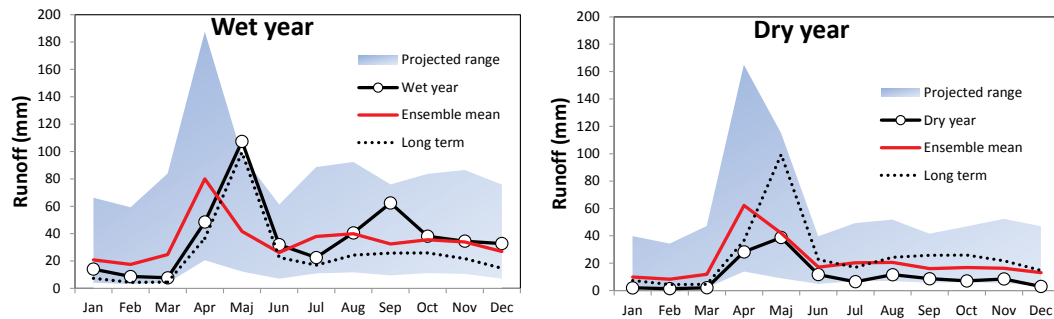 Wet year
Runoff (mm)
200
180
160
140
120
100
80
60
40
20
0
Projected range
Wet year
Ensemble mean
Long term
Jan Feb Mar Apr Maj Jun Jul Aug Sep Oct Nov Dec
Dry year
Runoff (mm)
200
180
160
140
120
100
80
60
40
20
0
Projected range
Dry year
Ensemble mean
Long term
Jan Feb Mar Apr Maj Jun Jul Aug Sep Oct Nov Dec